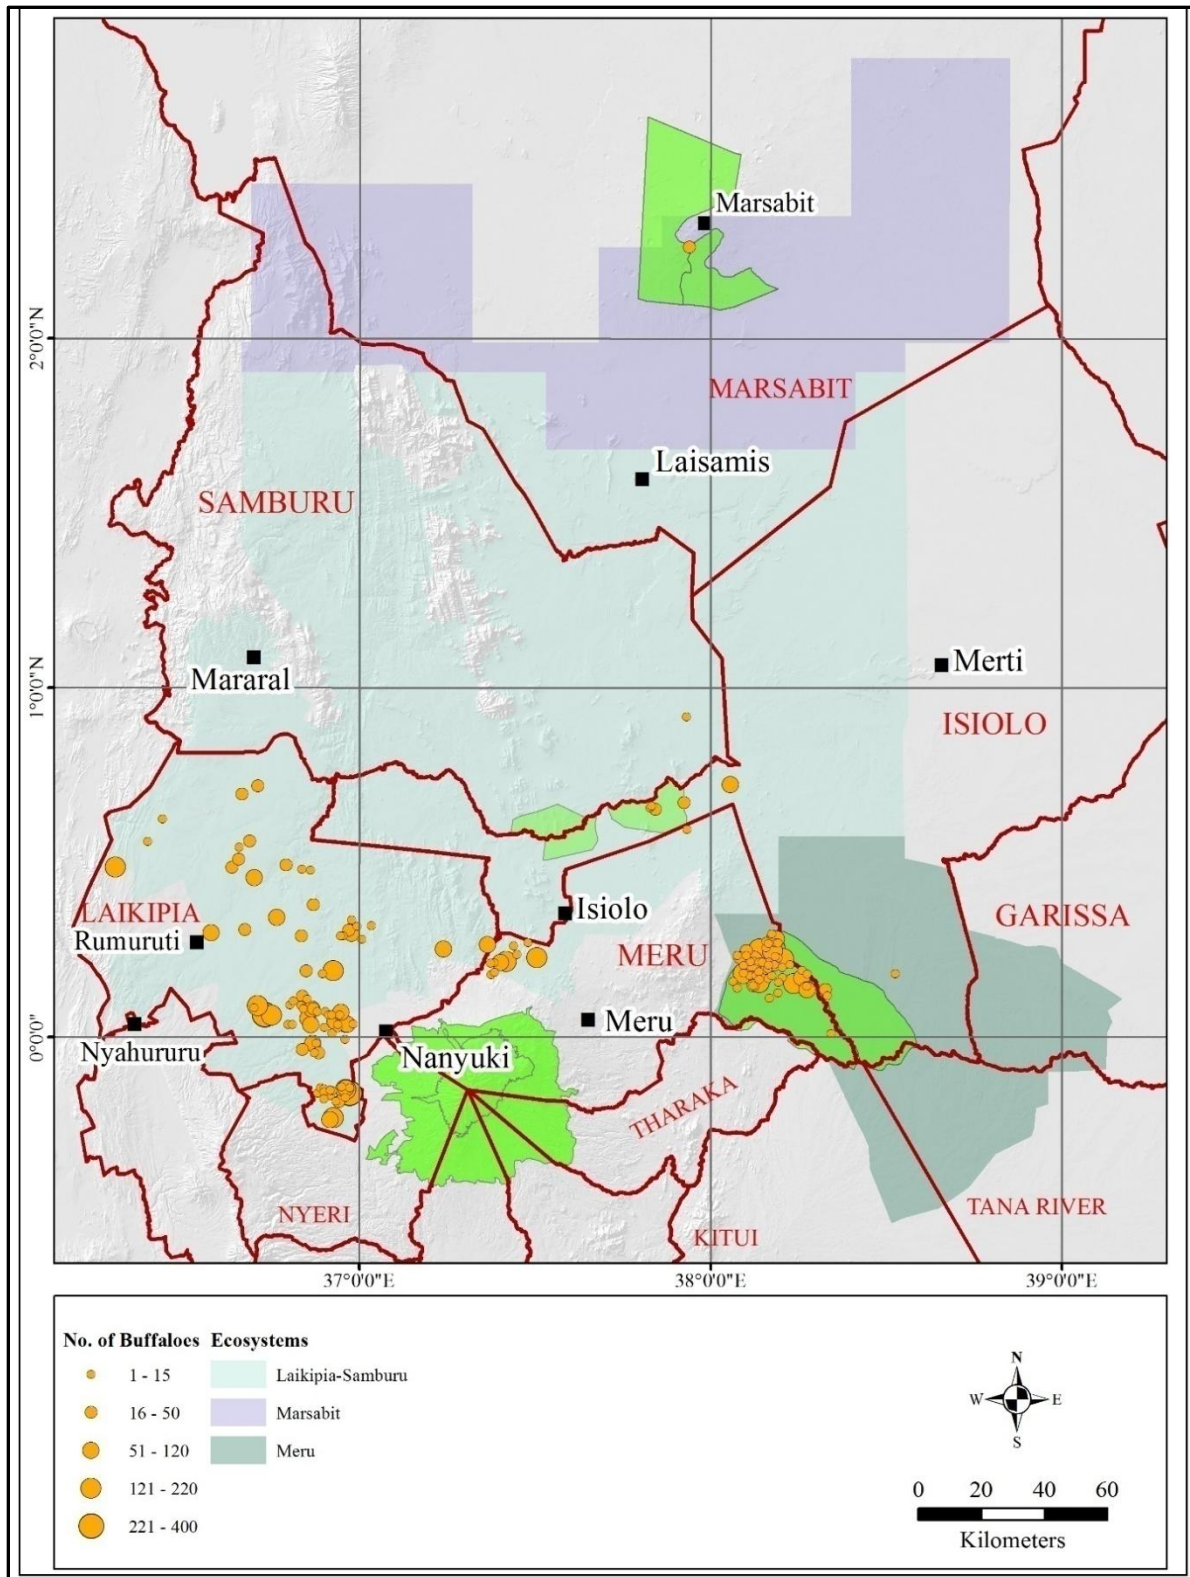 Marsabit
2°0'0"N
MARSABIT
Laisamis
SAMBURU
Mararal
Merti
1°0'0"N
ISIOLO
LAIKIPIA
Isiolo
GARISSA
Rumuruti
MERU
Meru
0°0'0"
Nyahururu
Nanyuki
THARAKA
NYERI
KITUI
TANA RIVER
37°0'0"E
38°0'0"E
39°0'0"E
No. of Buffaloes Ecosystems
1 - 15
Laikipia-Samburu
16 - 50
Marsabit
51 - 120
Meru
121 - 220
221 - 400
N
W
E
S
0 20 40 60
Kilometers